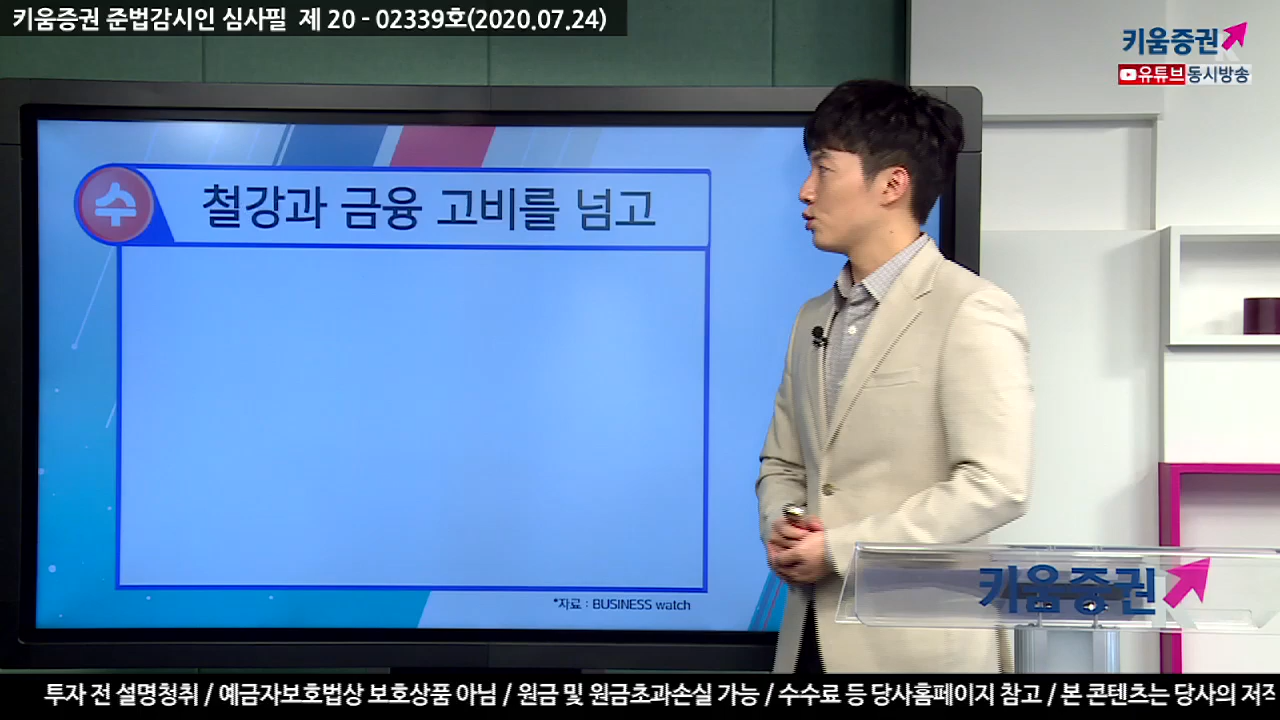 키움증권 준법감시인 심사필 제 20 - 02339호(2020.07.24)
키움증권
유튜브 동시방송
수
철강과 금융 고비를 넘고
*자료 : BUSINESS watch
키움증권
투자 전 설명청취 / 예금자보호법상 보호상품 아님 / 원금 및 원금초과손실 가능 / 수수료 등 당사홈페이지 참고 / 본 콘텐츠는 당사의 저작